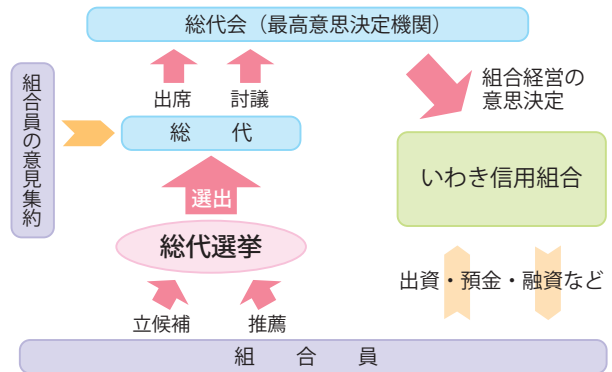 総代会（最高意思決定機関）
出席
討議
組合経営の
意思決定
組合員の意見集約
総　代
いわき信用組合
選出
総代選挙
出資・預金・融資など
立候補
推薦
組　合　員